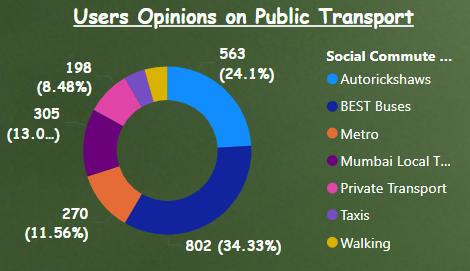 Users Opinions on Public Transport
563
(24.1%)
198
(8.48%)
305
(13.0...)
270
(11.56%)
802 (34.33%)
Social Commute ...
Autorickshaws
BEST Buses
Metro
Mumbai Local T...
Private Transport
Taxis
Walking